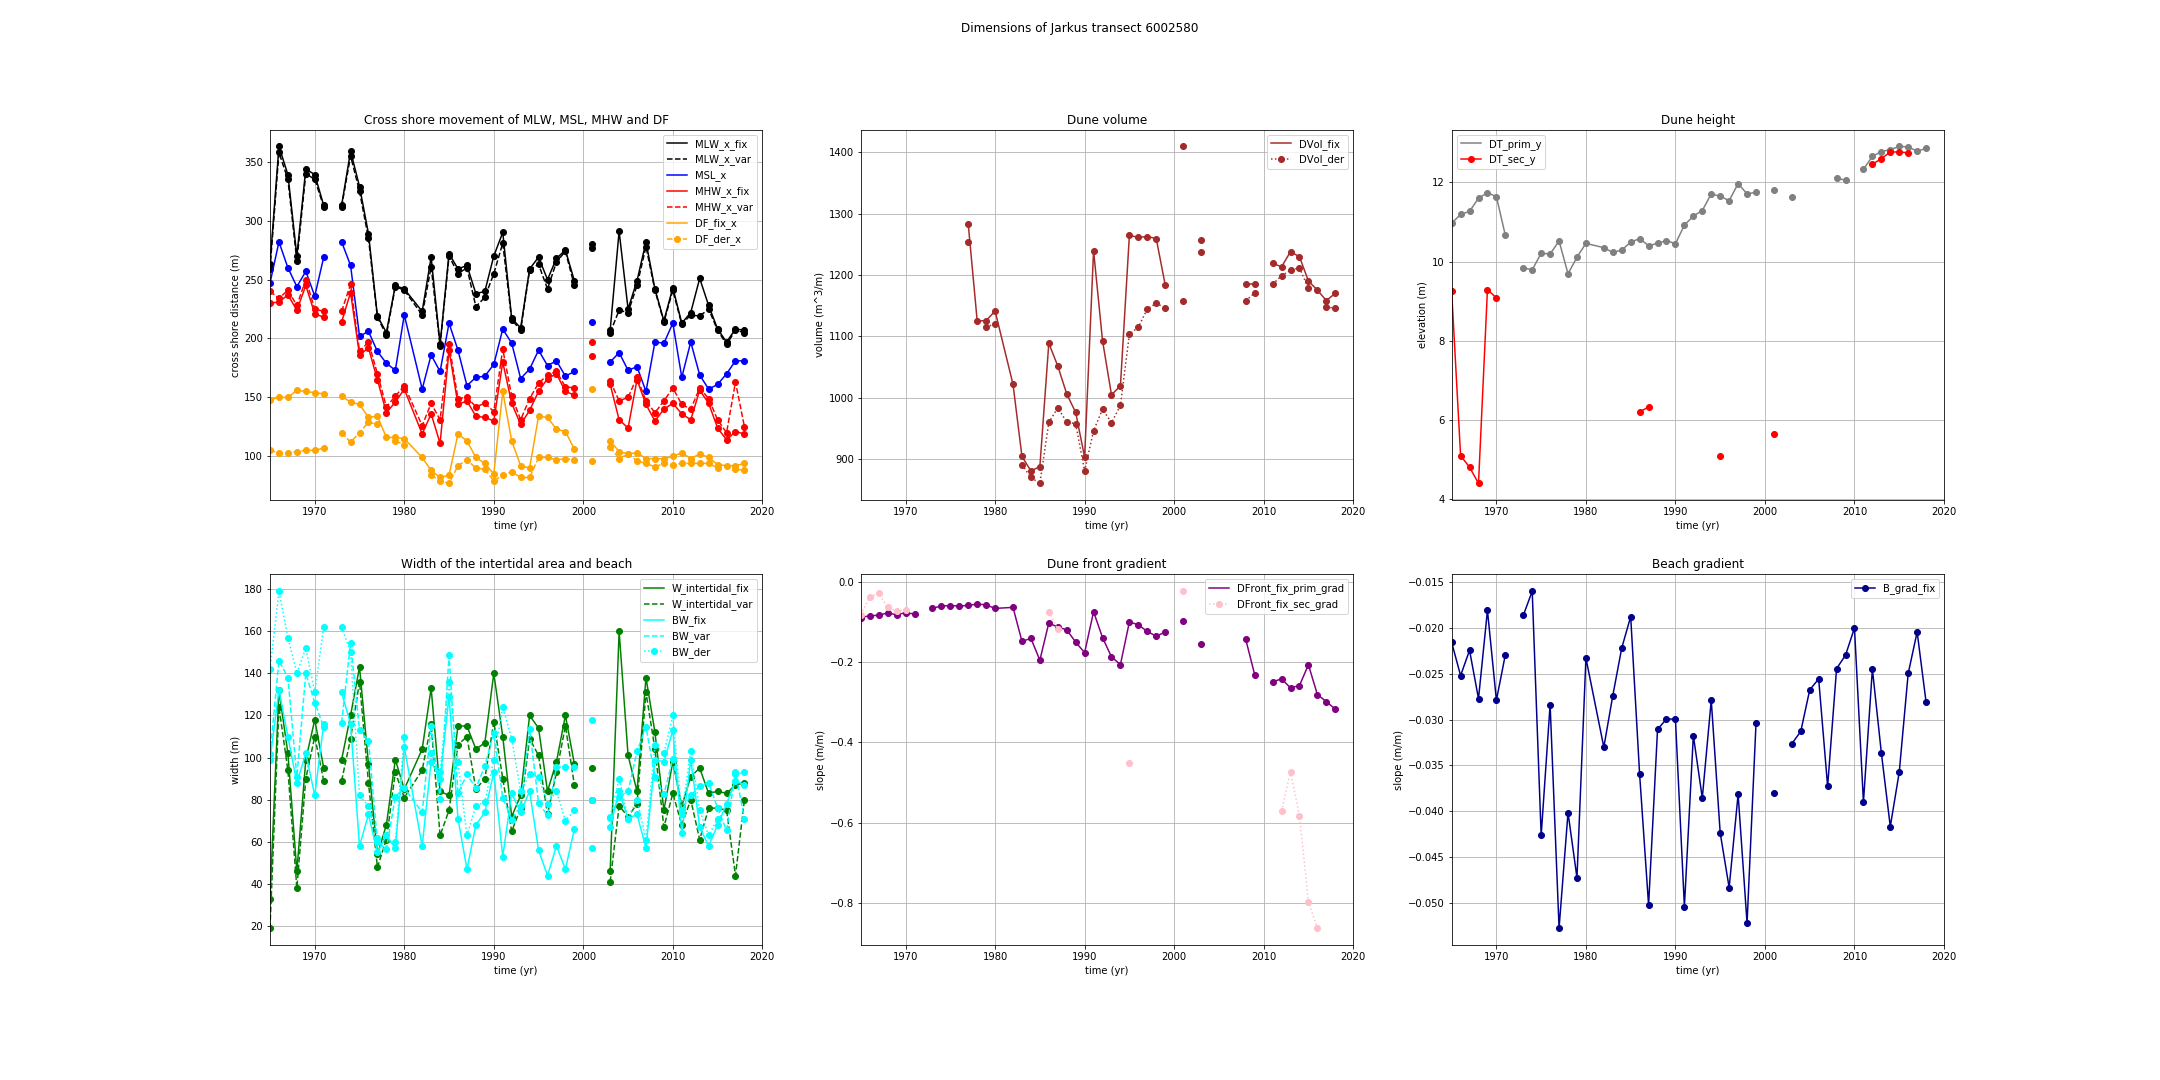 Dimensions of Jarkus transect 6002580
Cross shore movement of MLW, MSL, MHW and DF
cross shore distance (m)
350
300
250
200
150
100
MLW_x_fix
MLW_x_var
MSL_x
MHW_x_fix
MHW_x_var
DF_fix_x
DF_der_x
1970 1980 1990 2000 2010 2020
time (yr)
Dune volume
volume (m^3/m)
1400
1300
1200
1100
1000
900
DVol_fix
DVol_der
1970 1980 1990 2000 2010 2020
time (yr)
Dune height
elevation (m)
12
10
8
6
4
DT_prim_y
DT_sec_y
1970 1980 1990 2000 2010 2020
time (yr)
Width of the intertidal area and beach
width (m)
180
160
140
120
100
80
60
40
20
W_intertidal_fix
W_intertidal_var
BW_fix
BW_var
BW_der
1970 1980 1990 2000 2010 2020
time (yr)
Dune front gradient
slope (m/m)
0.0
−0.2
−0.4
−0.6
−0.8
DFront_fix_prim_grad
DFront_fix_sec_grad
1970 1980 1990 2000 2010 2020
time (yr)
Beach gradient
slope (m/m)
−0.015
−0.020
−0.025
−0.030
−0.035
−0.040
−0.045
−0.050
B_grad_fix
1970 1980 1990 2000 2010 2020
time (yr)